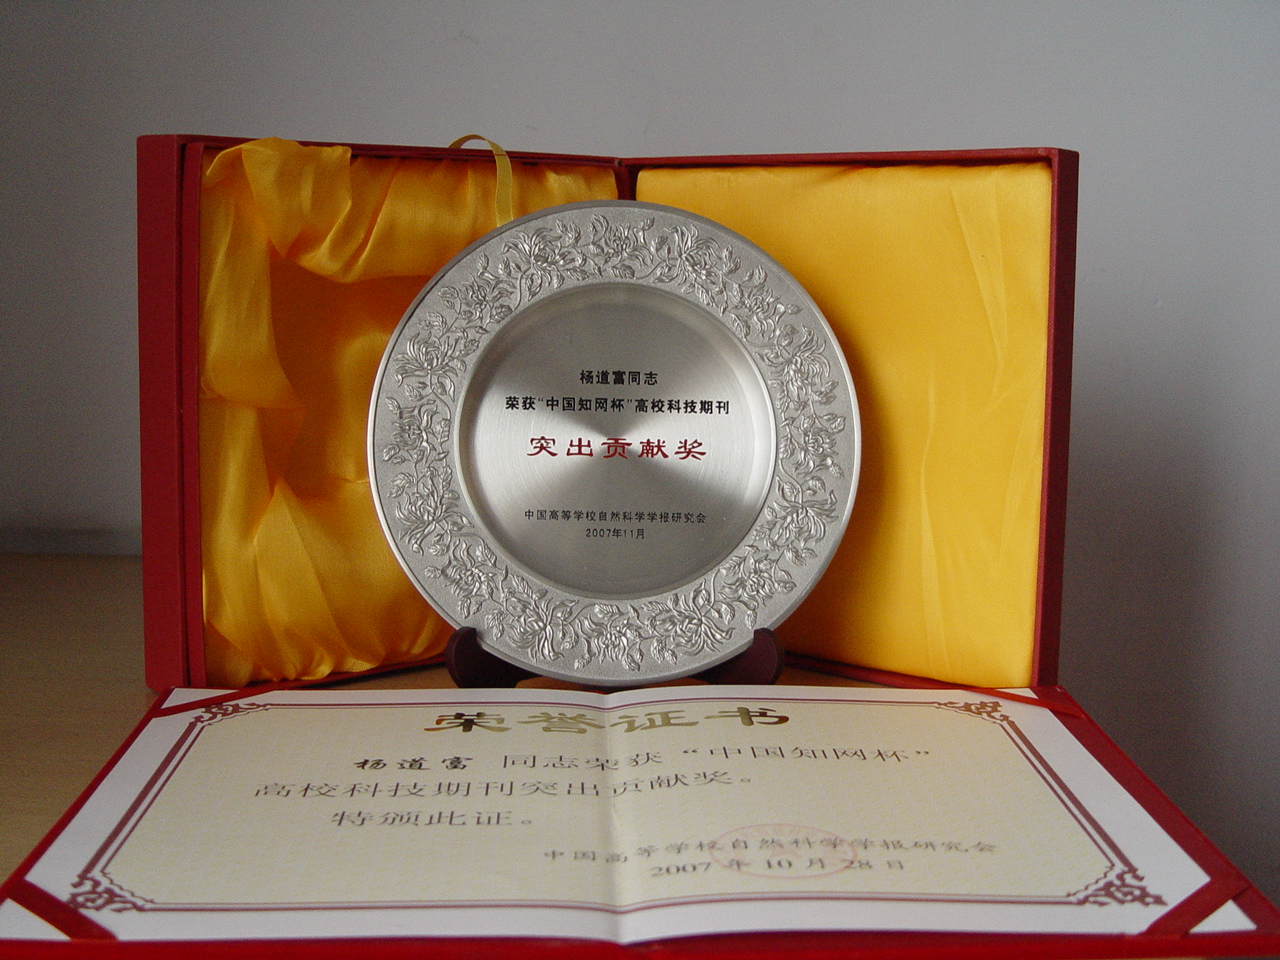 杨道富同志
荣获“中国知网杯”高校科技期刊
突出贡献奖
中国高等学校自然科学学报研究会
2007年11月
荣誉证书
杨道富 同志荣获“中国知网杯”
高校科技期刊突出贡献奖。
特颁此证。
中国高等学校自然科学学报研究会
2007 年 10 月 28 日